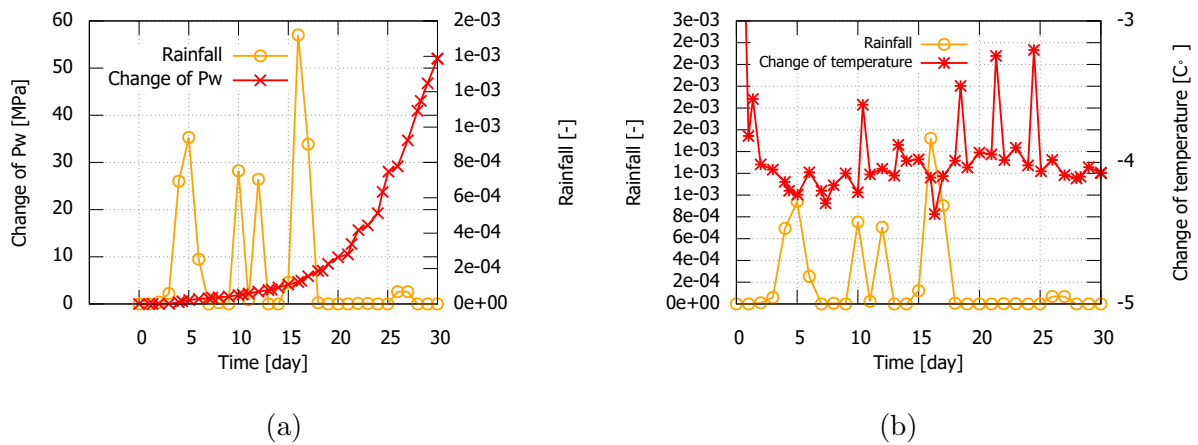 60
50
40
30
20
10
0
Change of Pw [MPa]
Rainfall
Change of Pw
2e-03
1e-03
1e-03
1e-03
8e-04
6e-04
4e-04
2e-04
0e+00
Rainfall [-]
0 5 10 15 20 25 30
Time [day]
(a)
3e-03
2e-03
2e-03
2e-03
2e-03
2e-03
1e-03
1e-03
1e-03
8e-04
6e-04
4e-04
2e-04
0e+00
Rainfall [-]
Rainfall
Change of temperature
-3
-4
-5
Change of temperature [C°]
0 5 10 15 20 25 30
Time [day]
(b)